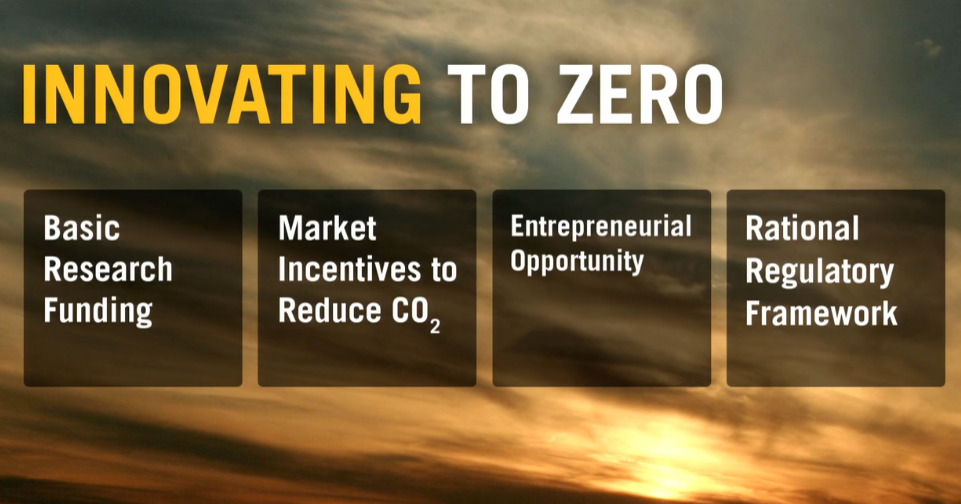 INNOVATING TO ZERO
Basic
Research
Funding
Market
Incentives to
Reduce CO₂
Entrepreneurial
Opportunity
Rational
Regulatory
Framework